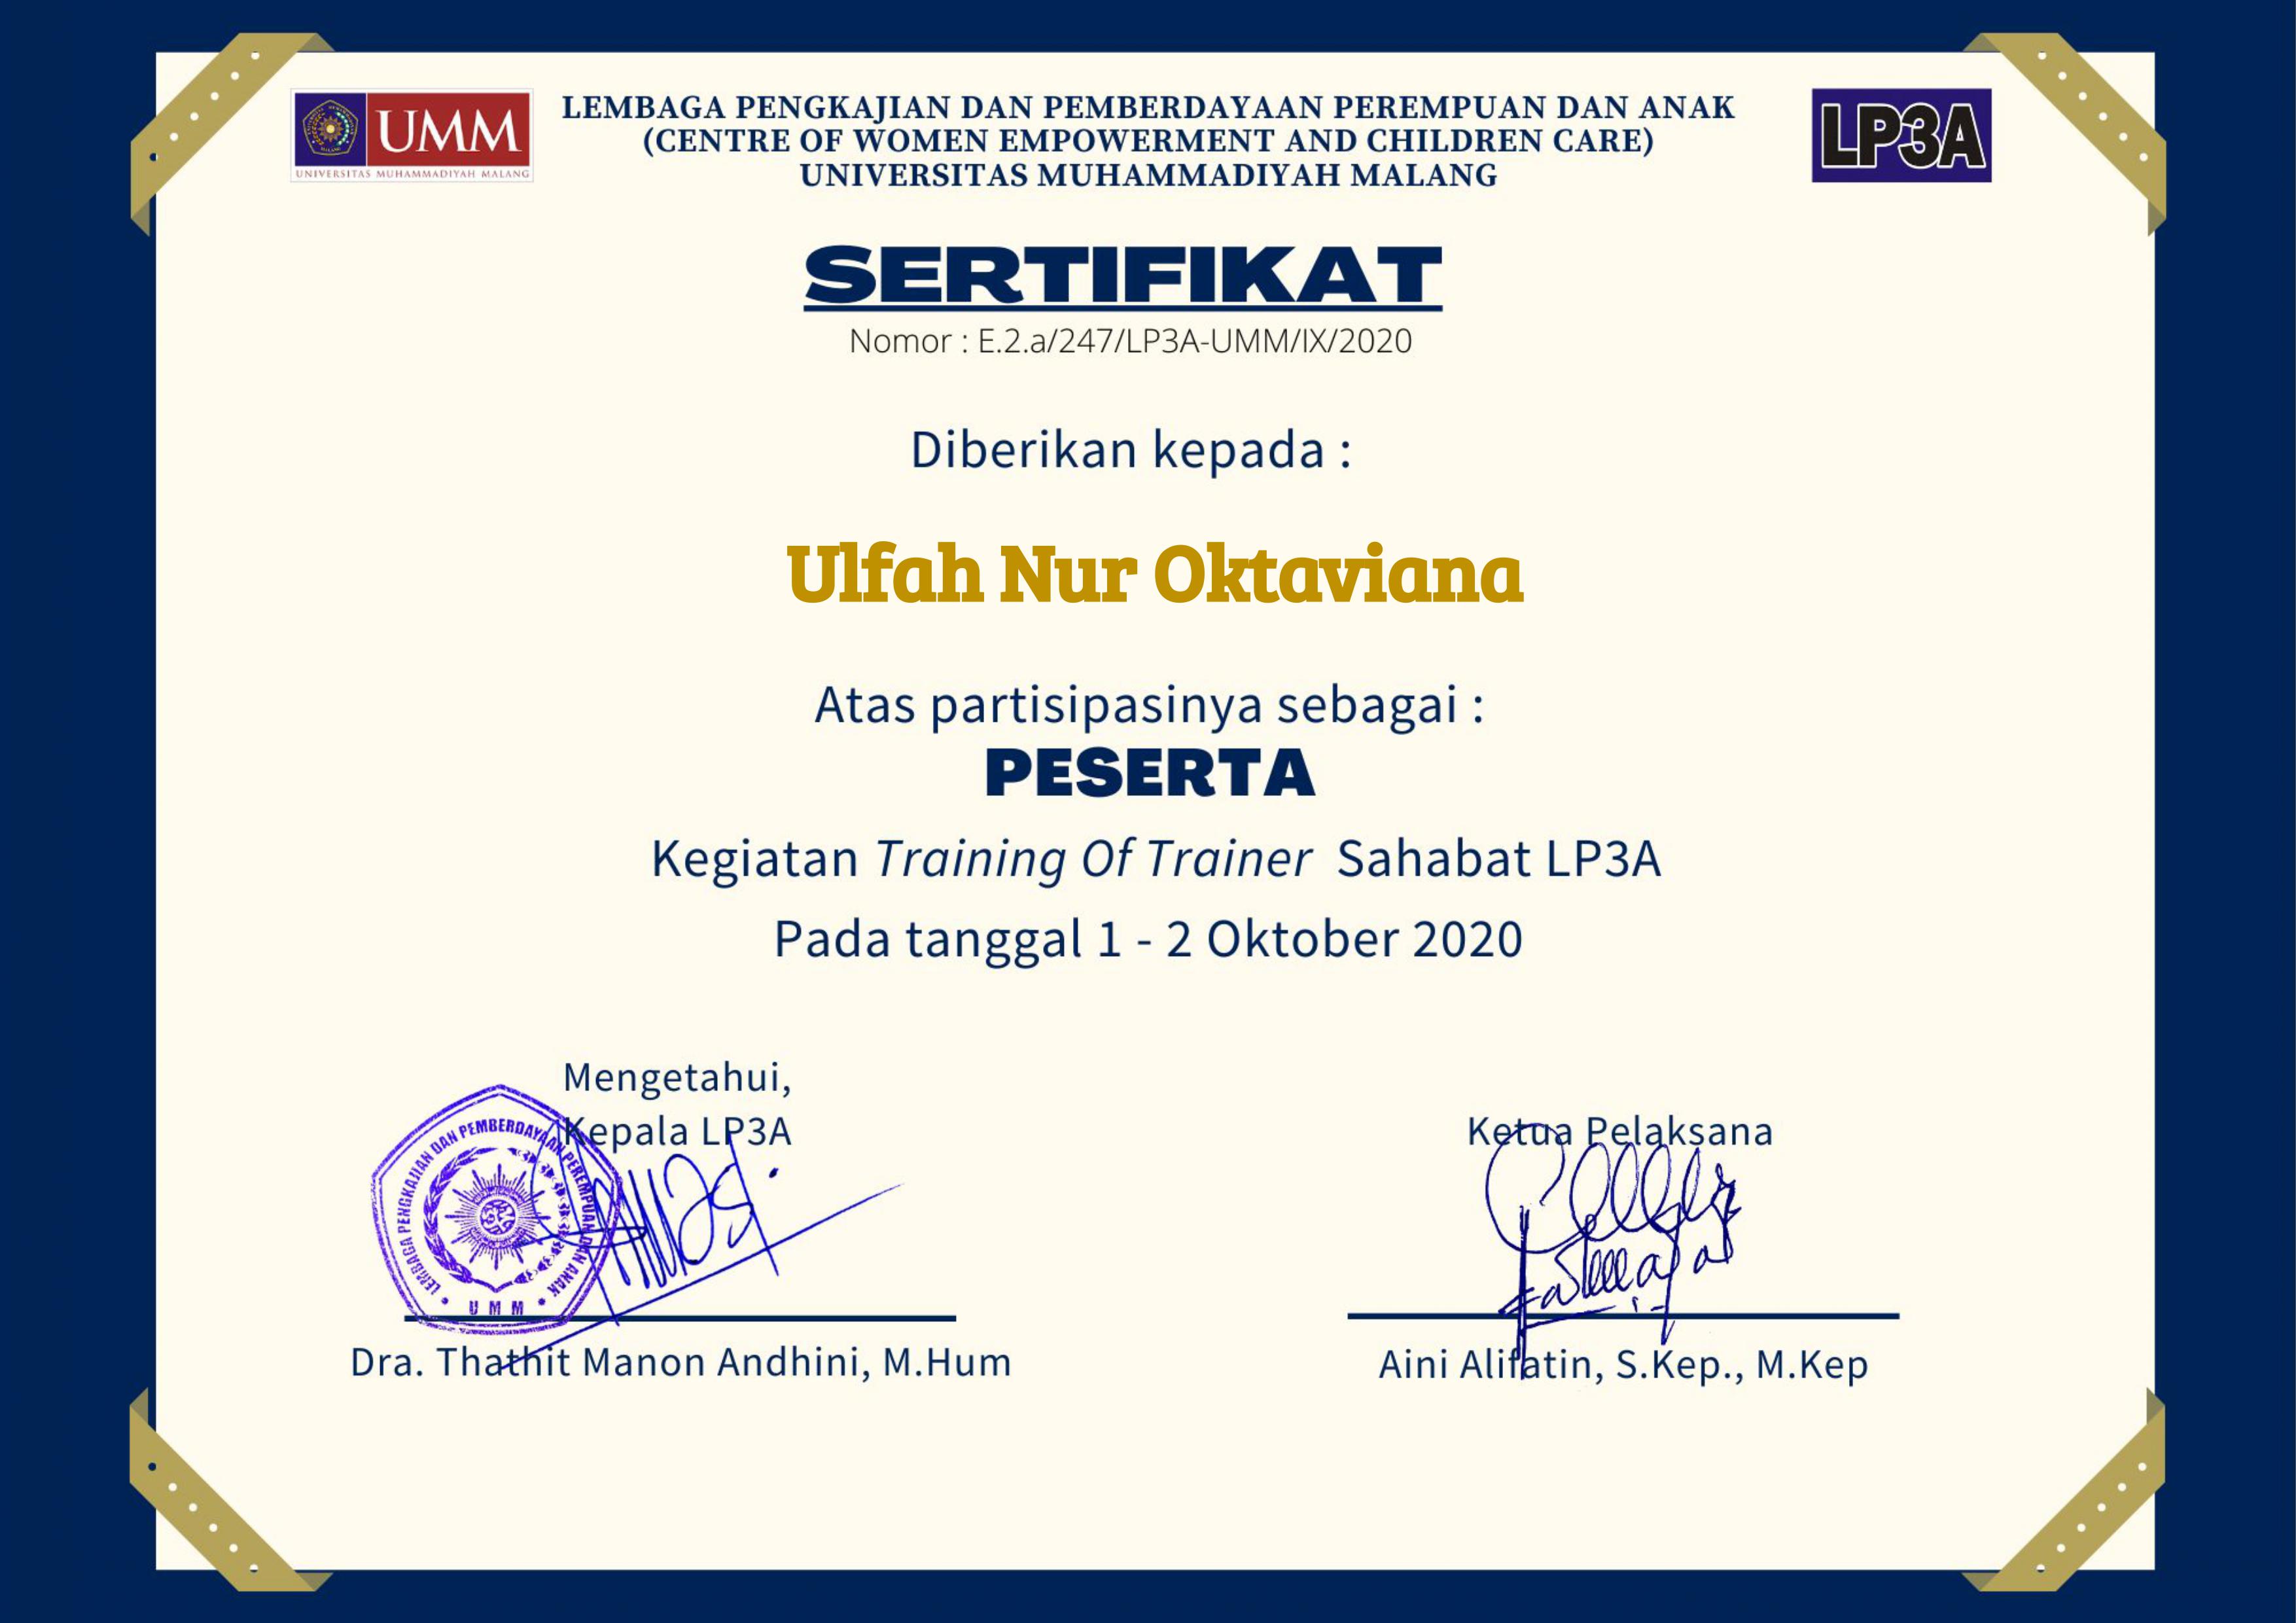 UMM
UNIVERSITAS MUHAMMADIYAH MALANG
LEMBAGA PENGKAJIAN DAN PEMBERDAYAAN PEREMPUAN DAN ANAK
(CENTRE OF WOMEN EMPOWERMENT AND CHILDREN CARE)
UNIVERSITAS MUHAMMADIYAH MALANG
LP3A
SERTIFIKAT
Nomor : E.2.a/247/LP3A-UMM/IX/2020
Diberikan kepada :
Ulfah Nur Oktaviana
Atas partisipasinya sebagai :
PESERTA
Kegiatan Training Of Trainer Sahabat LP3A
Pada tanggal 1 - 2 Oktober 2020
Mengetahui,
Kepala LP3A
LEMBAGA PENGKAJIAN DAN PEMBERDAYAAN PEREMPUAN DAN ANAK
UMM
Dra. Thathit Manon Andhini, M.Hum
Ketua Pelaksana
Aini Alifatin, S.Kep., M.Kep